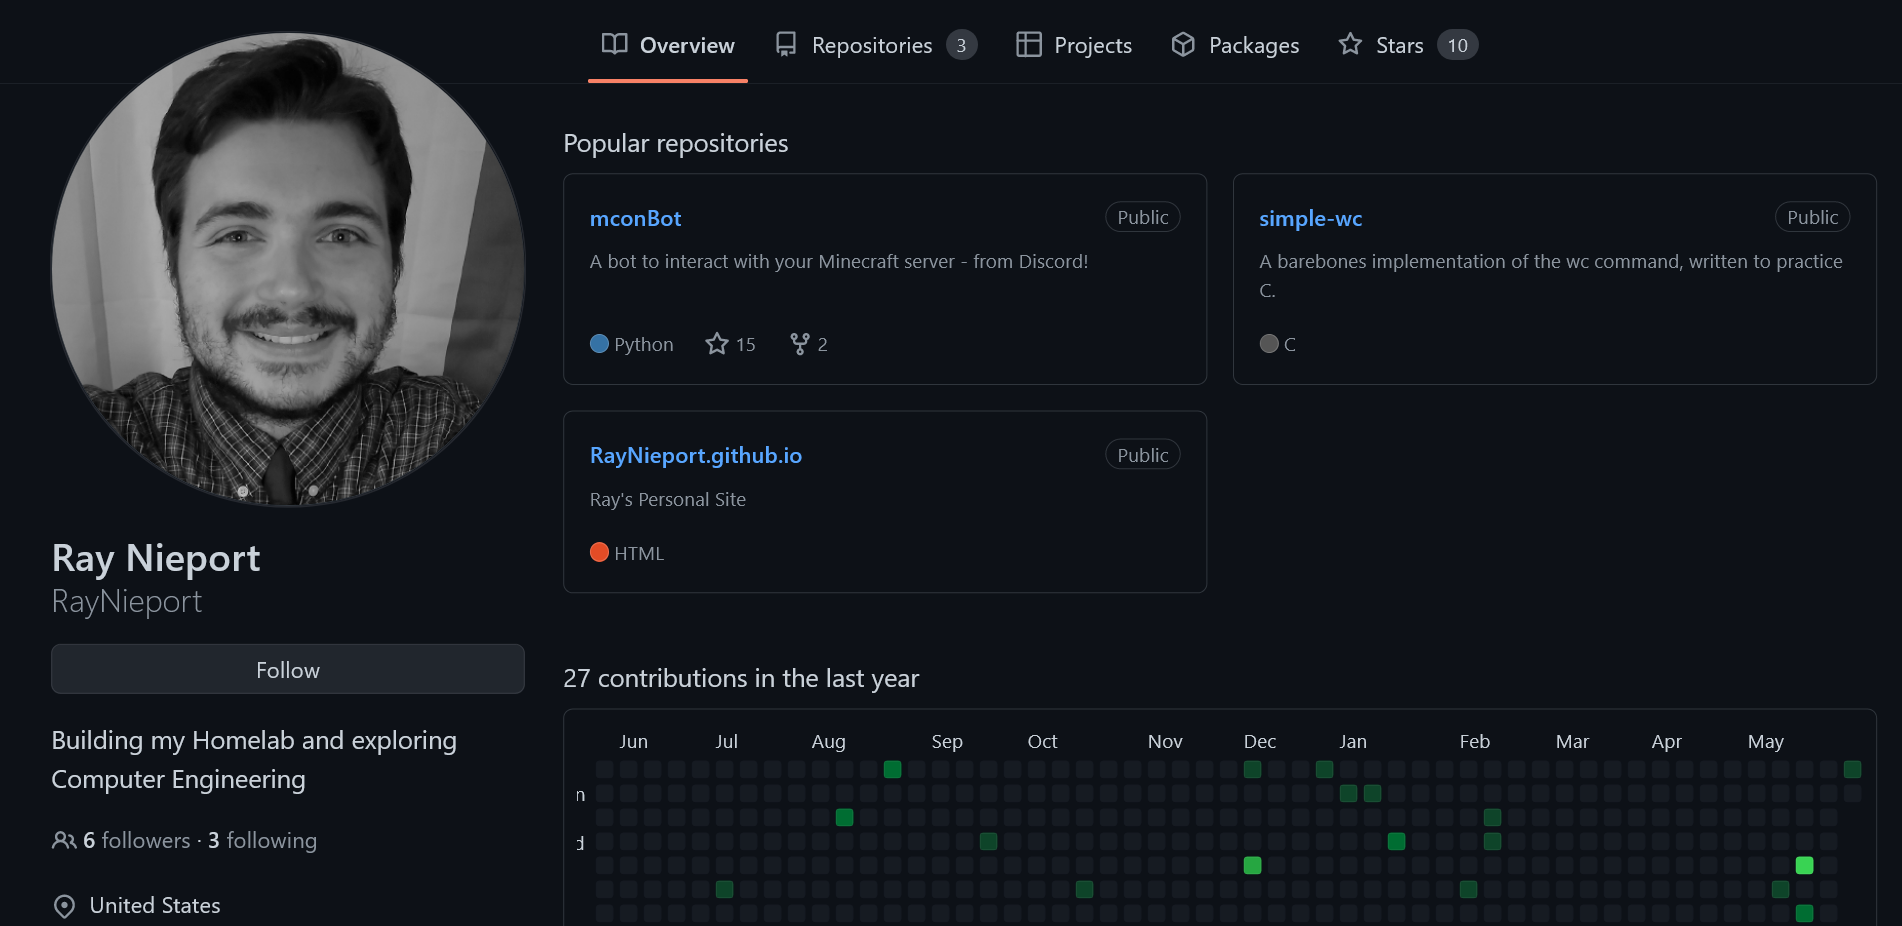 Overview
Repositories 3
Projects
Packages
Stars 10
Ray Nieport
RayNieport
Follow
Building my Homelab and exploring
Computer Engineering
6 followers · 3 following
United States
Popular repositories
mconBot
Public
A bot to interact with your Minecraft server - from Discord!
Python 15 2
simple-wc
Public
A barebones implementation of the wc command, written to practice
C.
C
RayNieport.github.io
Public
Ray's Personal Site
HTML
27 contributions in the last year
Jun Jul Aug Sep Oct Nov Dec Jan Feb Mar Apr May
n
d